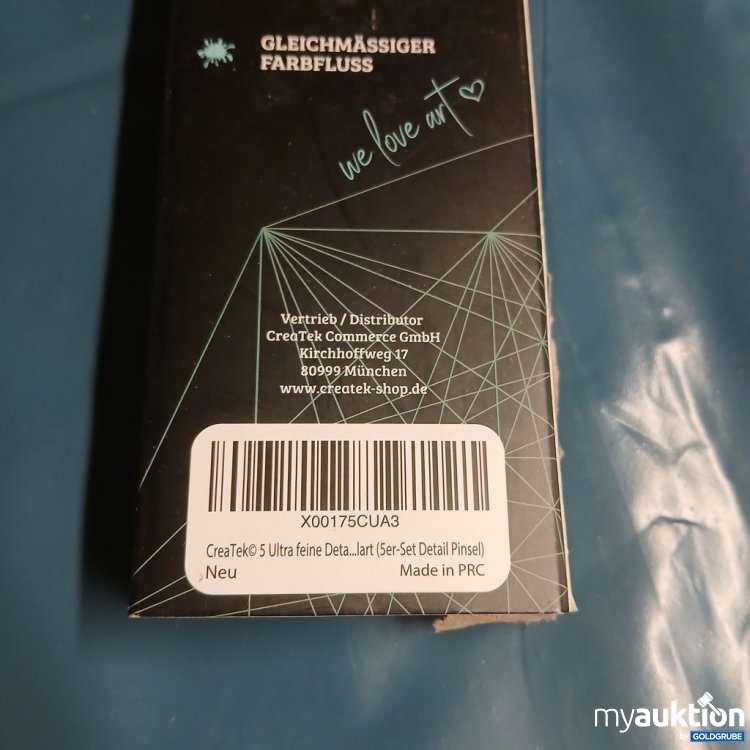 GLEICHMÄSSIGER
FARBFLUSS
we love art
Vertrieb / Distributor
CreaTek Commerce GmbH
Kirchhoffweg 17
80999 München
www.createk-shop.de
X00175CUA3
CreaTek© 5 Ultra feine Deta...lart (5er-Set Detail Pinsel)
Neu Made in PRC
myauktion
by GOLDGRUBE